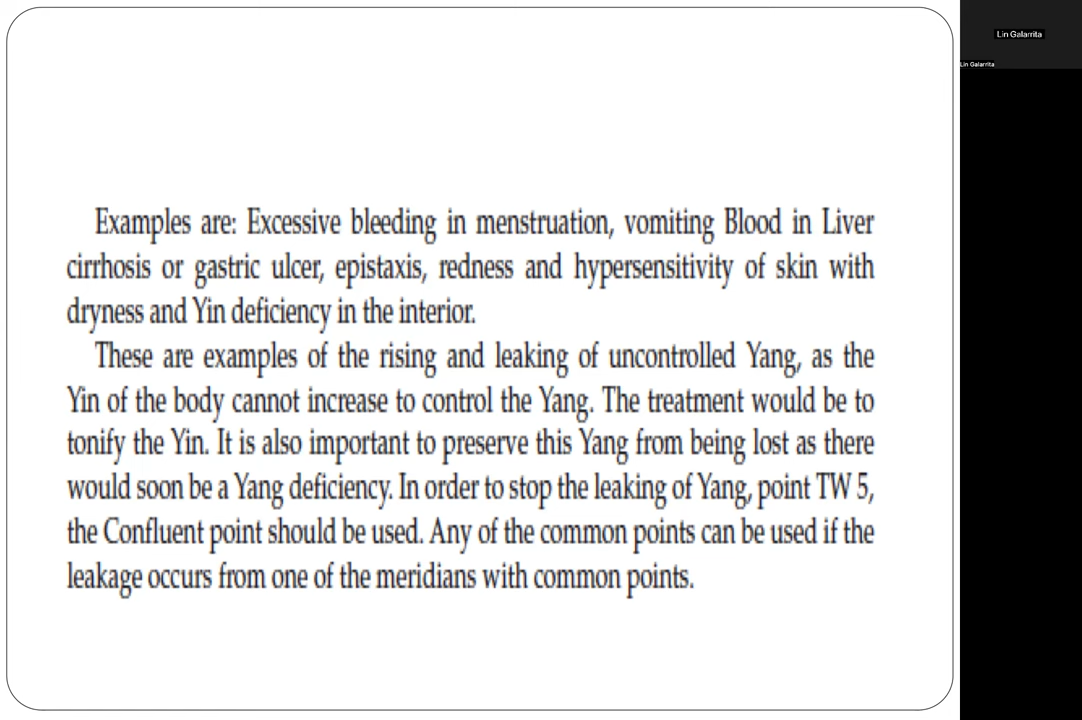 Lin Galarrita
Lin Galarrita
Examples are: Excessive bleeding in menstruation, vomiting Blood in Liver
cirrhosis or gastric ulcer, epistaxis, redness and hypersensitivity of skin with
dryness and Yin deficiency in the interior.
These are examples of the rising and leaking of uncontrolled Yang, as the
Yin of the body cannot increase to control the Yang. The treatment would be to
tonify the Yin. It is also important to preserve this Yang from being lost as there
would soon be a Yang deficiency. In order to stop the leaking of Yang, point TW 5,
the Confluent point should be used. Any of the common points can be used if the
leakage occurs from one of the meridians with common points.